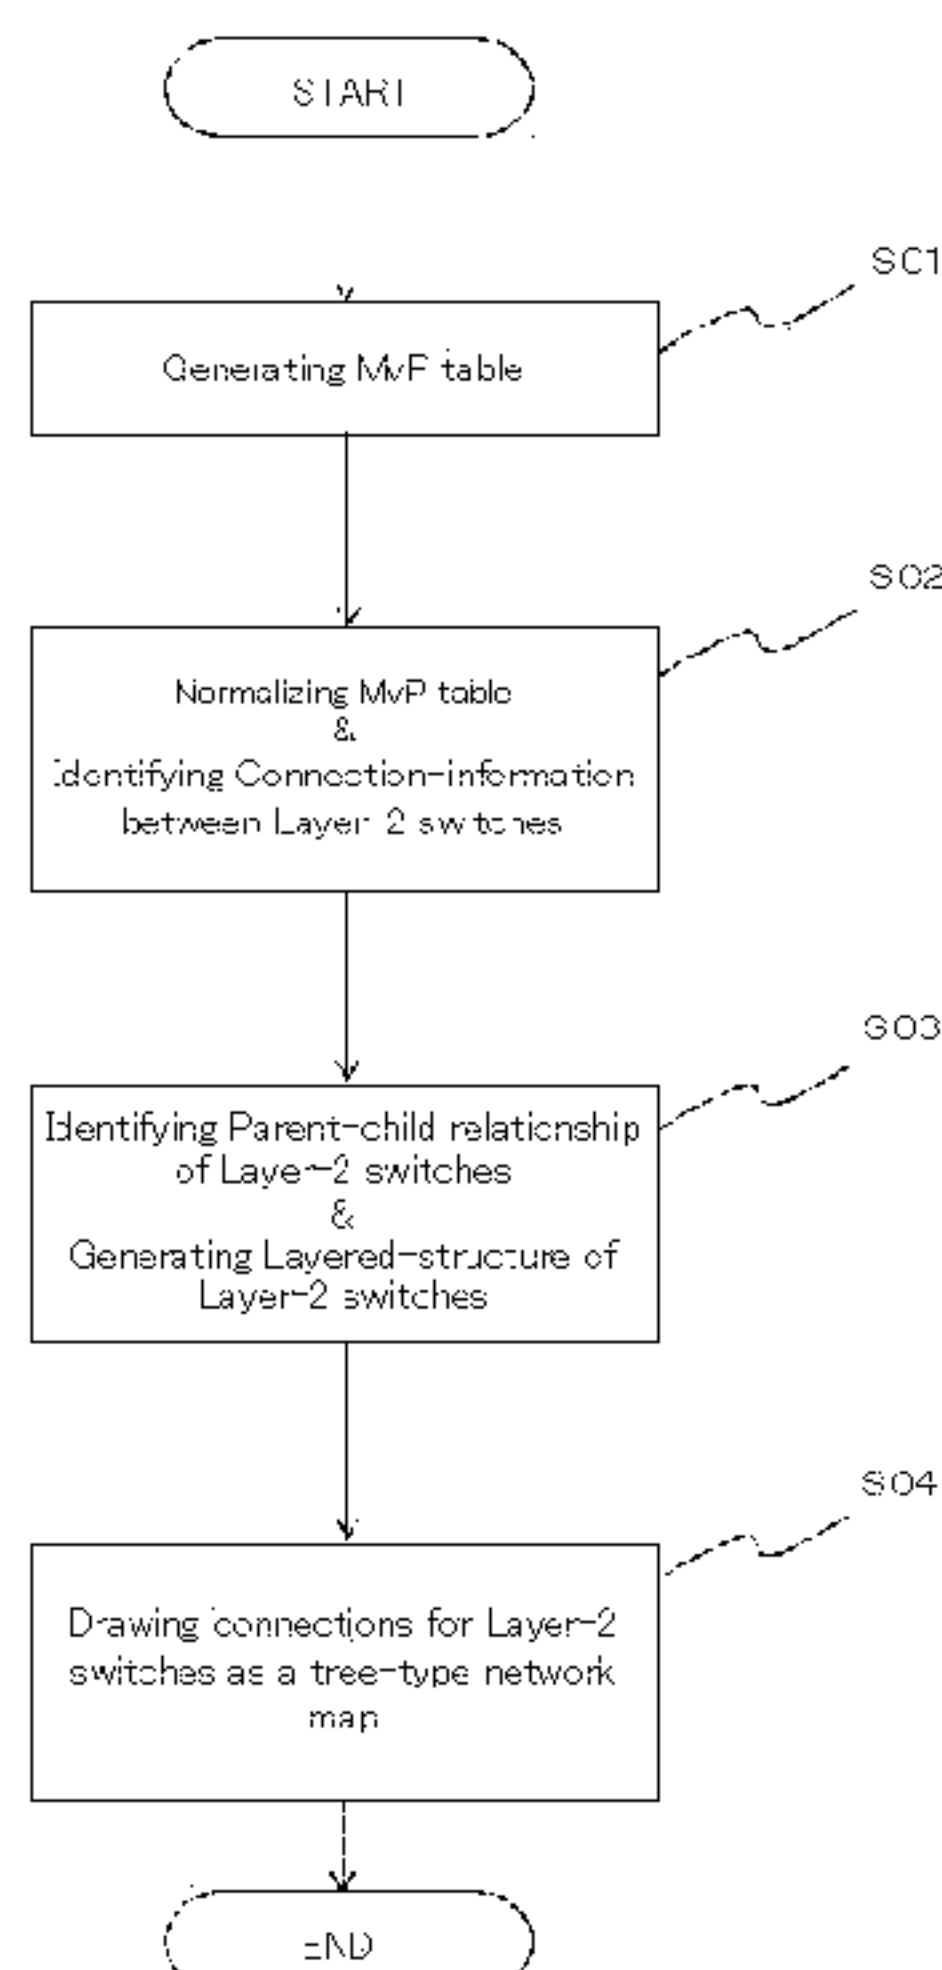 START
S01
Generating MvP table
S02
Normalizing MvP table
&
Identifying Connection-information
between Layer-2 switches
S03
Identifying Parent-child relationship
of Layer-2 switches
&
Generating Layered-structure of
Layer-2 switches
S04
Drawing connections for Layer-2
switches as a tree-type network
map
END